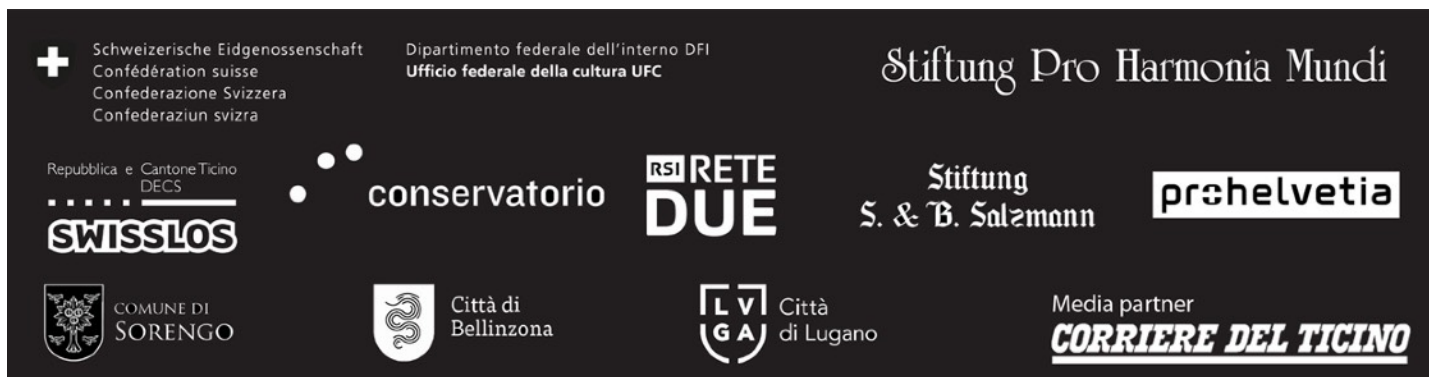 Schweizerische Eidgenossenschaft
Confédération suisse
Confederazione Svizzera
Confederaziun svizra
Dipartimento federale dell'interno DFI
Ufficio federale della cultura UFC
Stiftung Pro Harmonia Mundi
Repubblica e Cantone Ticino
DECS
SWISSLOS
conservatorio
RSI RETE
DUE
Stiftung
S. & B. Salzmann
prohelvetia
COMUNE DI
SORENGO
Città di
Bellinzona
LV
GA
Città
di Lugano
Media partner
CORRIERE DEL TICINO